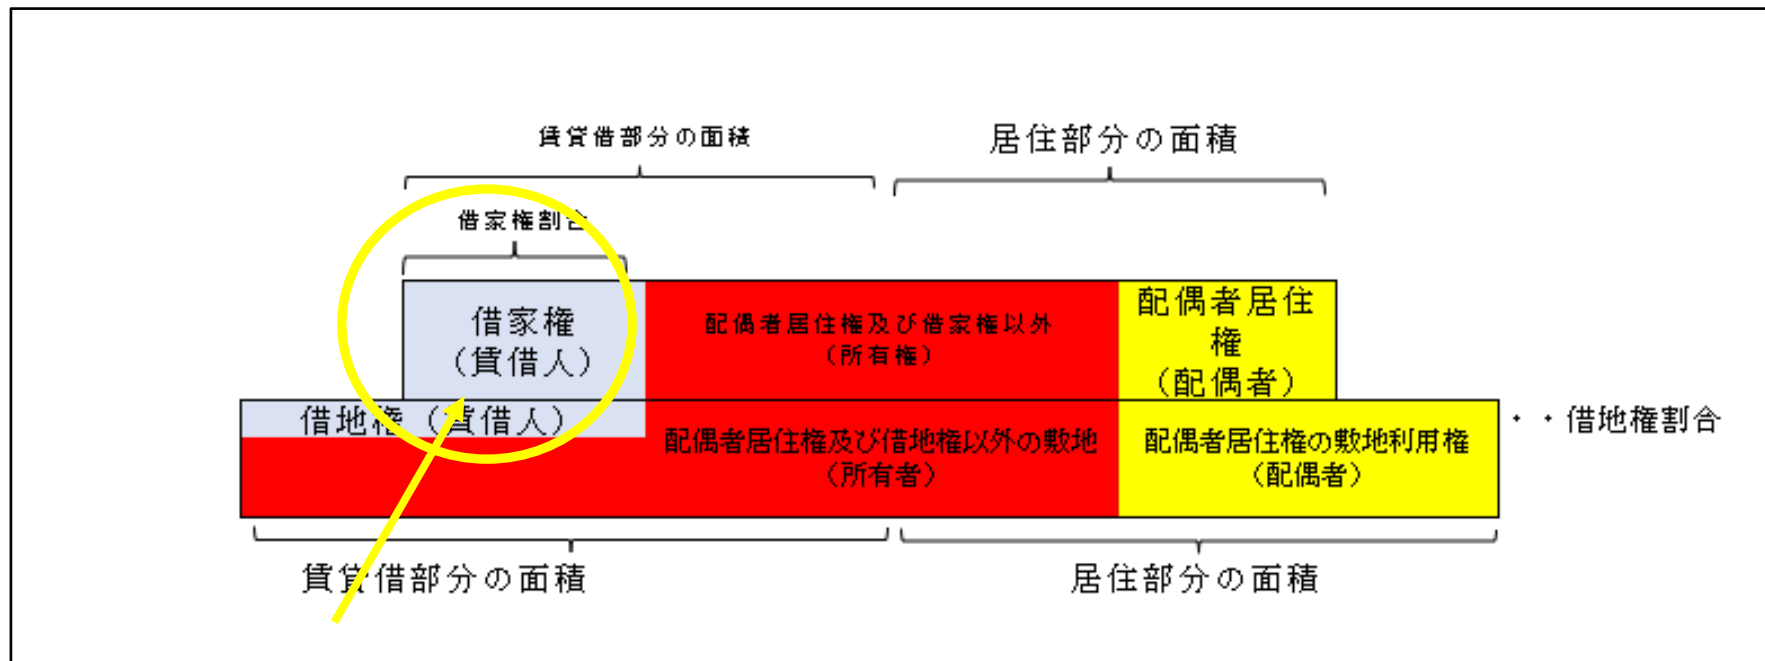 賃貸借部分の面積
居住部分の面積
借家権割合
借家権
（賃借人）
配偶者居住権及び借家権以外
（所有権）
配偶者居住
権
（配偶者）
借地権（賃借人）
配偶者居住権及び借地権以外の敷地
（所有者）
配偶者居住権の敷地利用権
（配偶者）
・・借地権割合
賃貸借部分の面積
居住部分の面積